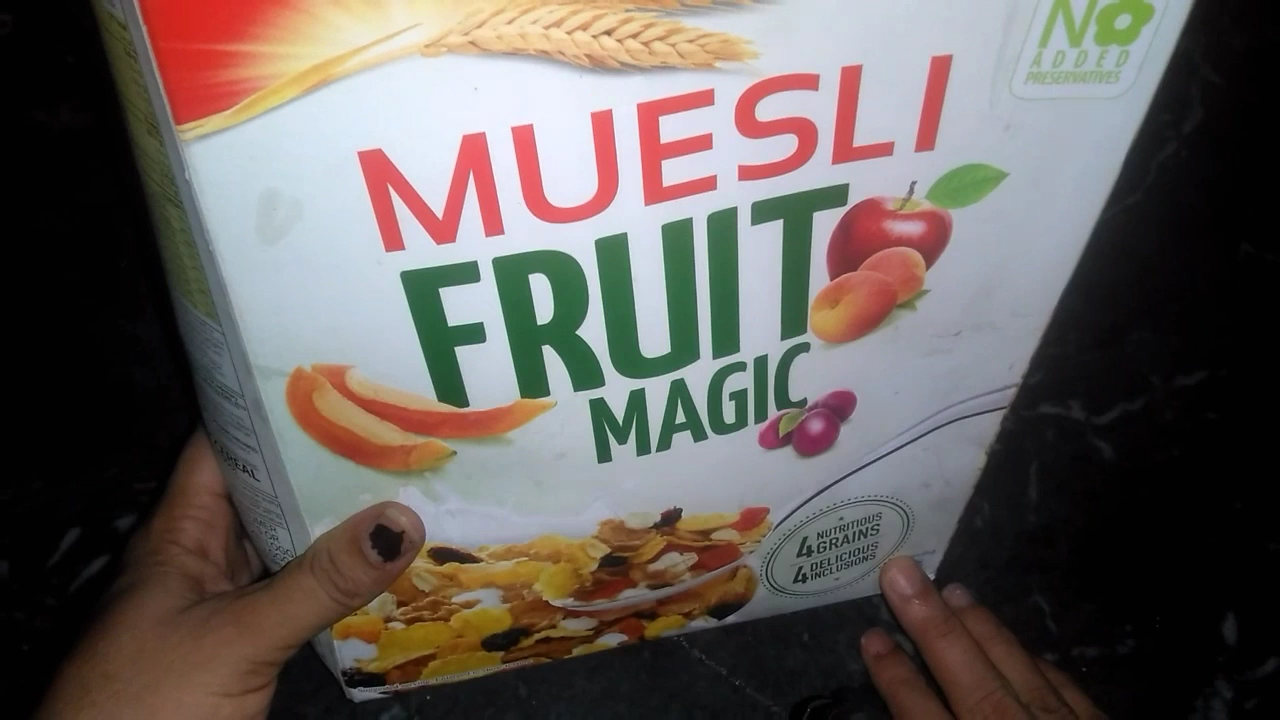 NO
ADDED
PRESERVATIVES
MUESLI
FRUIT
MAGIC
4 NUTRITIOUS
GRAINS
4 DELICIOUS
INCLUSIONS